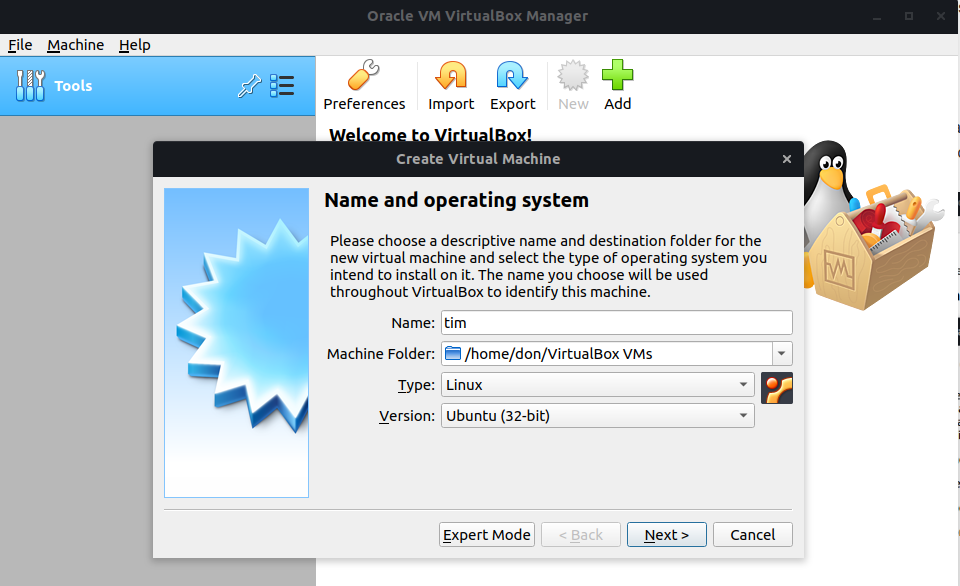 Oracle VM VirtualBox Manager
File Machine Help
Tools
Preferences Import Export New Add
Welcome to VirtualBox!
Create Virtual Machine
Name and operating system
Please choose a descriptive name and destination folder for the
new virtual machine and select the type of operating system you
intend to install on it. The name you choose will be used
throughout VirtualBox to identify this machine.
Name: tim
Machine Folder: /home/don/VirtualBox VMs
Type: Linux
Version: Ubuntu (32-bit)
Expert Mode < Back Next > Cancel